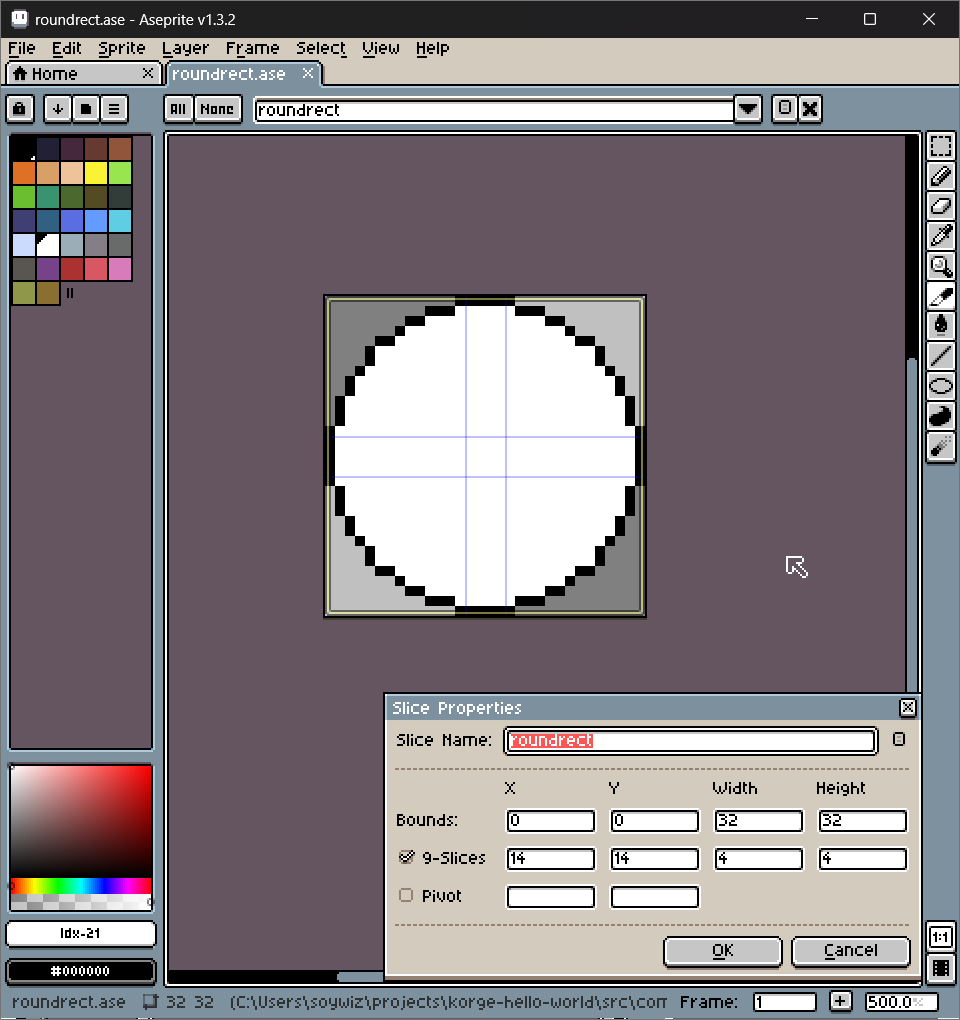 roundrect.ase - Aseprite v1.3.2
File Edit Sprite Layer Frame Select View Help
Home
roundrect.ase
All None roundrect
Slice Properties
Slice Name: roundrect
X Y Width Height
Bounds: 0 0 32 32
9-Slices 14 14 4 4
Pivot
OK Cancel
Idx-21
#000000
1:1
roundrect.ase 32 32 (C:\Users\soywiz\projects\korge-hello-world\src\com Frame: 1 + 500.0%